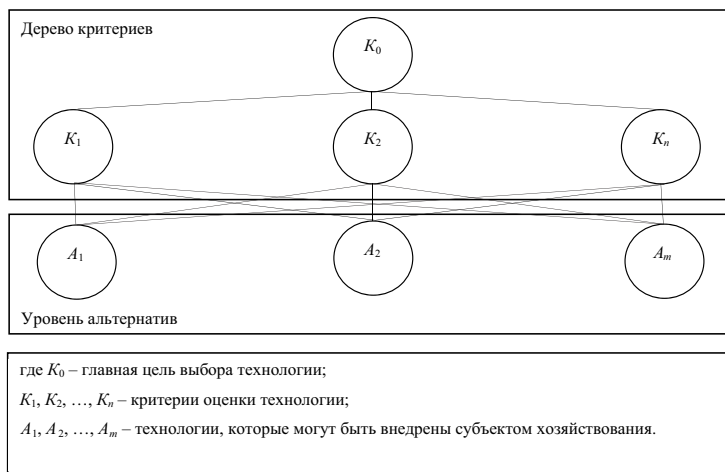 Дерево критериев
K0
K1 K2 Kn
A1 A2 Am
Уровень альтернатив
где K0 – главная цель выбора технологии;
K1, K2, …, Kn – критерии оценки технологии;
A1, A2, …, Am – технологии, которые могут быть внедрены субъектом хозяйствования.